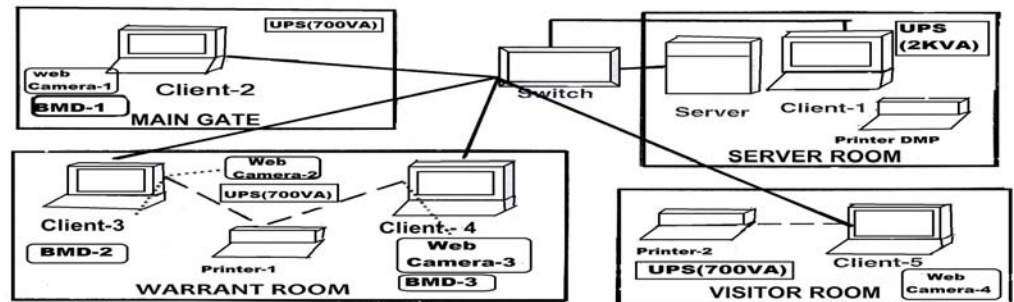 UPS(700VA)
web
Camera-1
BMD-1
Client-2
MAIN GATE
Switch
UPS
(2KVA)
Server
Client-1
Printer DMP
SERVER ROOM
Client-3
Web
Camera-2
UPS(700VA)
BMD-2
Printer-1
Client- 4
Web
Camera-3
BMD-3
WARRANT ROOM
Printer-2
UPS(700VA)
Client-5
Web
Camera-4
VISITOR ROOM